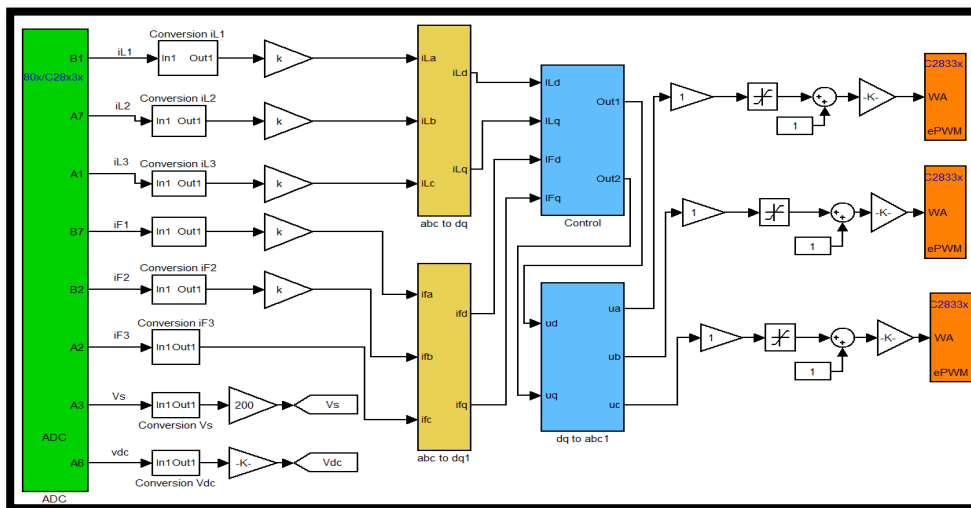 B1
80x/C28x3x
A7
A1
B7
B2
A2
A3
ADC
A6
ADC
iL1
Conversion iL1
In1 Out1
k
iL2
Conversion iL2
In1 Out1
k
iL3
Conversion iL3
In1 Out1
k
iF1
In1 Out1
k
iF2
Conversion iF2
In1 Out1
k
iF3
Conversion iF3
In1 Out1
Vs
In1 Out1
Conversion Vs
200
Vs
vdc
In1 Out1
Conversion Vdc
-K-
Vdc
iLa
iLd
iLb
iLq
iLc
abc to dq
ifa
ifd
ifb
ifq
ifc
abc to dq1
ILd
Out1
ILq
IFd
Out2
IFq
Control
ua
ud
ub
uq
uc
dq to abc1
1
1
-K-
C2833x
WA
ePWM
1
1
-K-
C2833x
WA
ePWM
1
1
-K-
C2833x
WA
ePWM